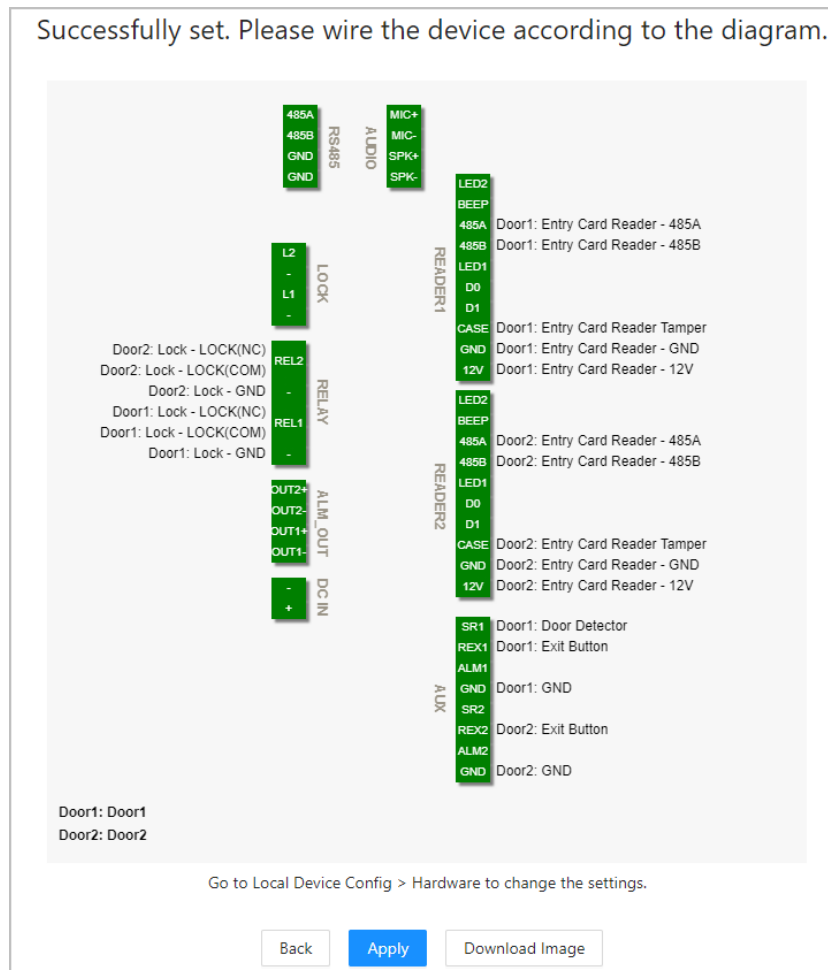 Successfully set. Please wire the device according to the diagram.
485A
485B
GND
GND
RS485
AUDIO
MIC+
MIC-
SPK+
SPK-
L2
-
L1
-
LOCK
Door2: Lock - LOCK(NC)
Door2: Lock - LOCK(COM)
Door2: Lock - GND
Door1: Lock - LOCK(NC)
Door1: Lock - LOCK(COM)
Door1: Lock - GND
REL2
-
REL1
-
RELAY
OUT2+
OUT2-
OUT1+
OUT1-
ALM_OUT
-
+
DC IN
READER1
LED2
BEEP
485A Door1: Entry Card Reader - 485A
485B Door1: Entry Card Reader - 485B
LED1
D0
D1
CASE Door1: Entry Card Reader Tamper
GND Door1: Entry Card Reader - GND
12V Door1: Entry Card Reader - 12V
READER2
LED2
BEEP
485A Door2: Entry Card Reader - 485A
485B Door2: Entry Card Reader - 485B
LED1
D0
D1
CASE Door2: Entry Card Reader Tamper
GND Door2: Entry Card Reader - GND
12V Door2: Entry Card Reader - 12V
AUX
SR1 Door1: Door Detector
REX1 Door1: Exit Button
ALM1
GND Door1: GND
SR2
REX2 Door2: Exit Button
ALM2
GND Door2: GND
Door1: Door1
Door2: Door2
Go to Local Device Config > Hardware to change the settings.
Back
Apply
Download Image